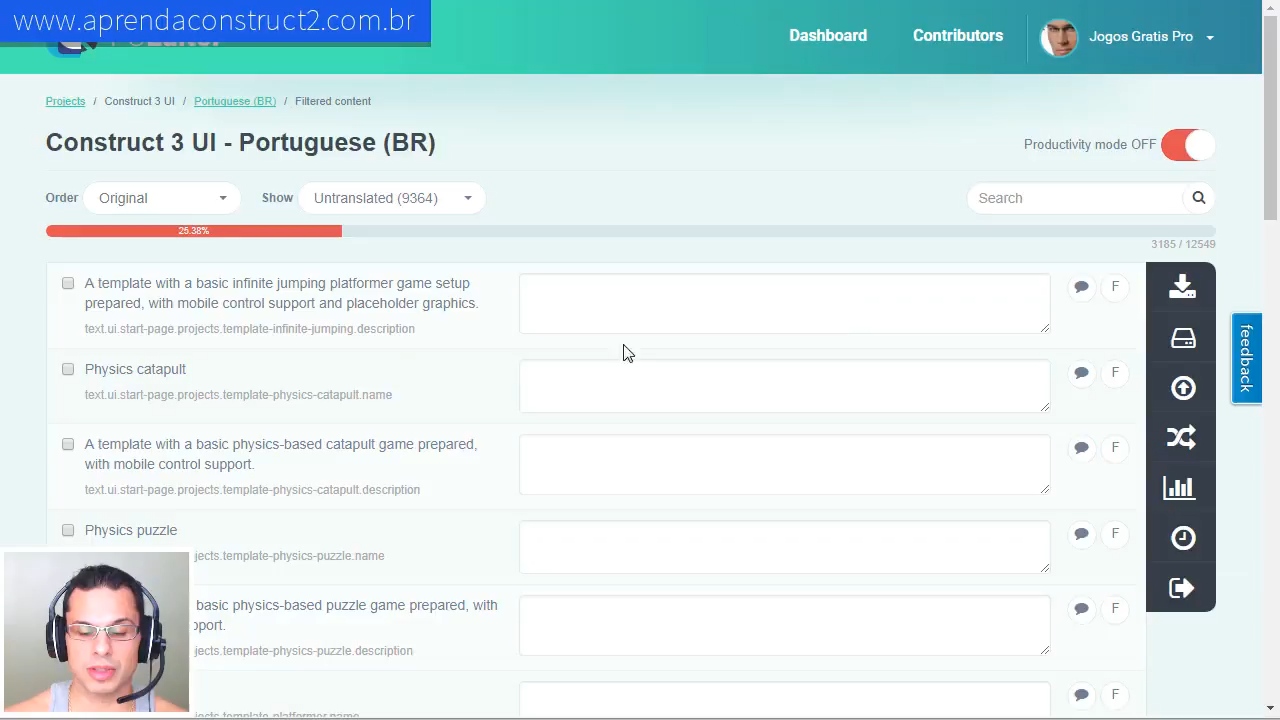 www.aprendaconstruct2.com.br
Dashboard
Contributors
Jogos Gratis Pro
Projects / Construct 3 UI / Portuguese (BR) / Filtered content
Construct 3 UI - Portuguese (BR)
Productivity mode OFF
Order Original Show Untranslated (9364)
Search
25.38%
3185 / 12549
A template with a basic infinite jumping platformer game setup
prepared, with mobile control support and placeholder graphics.
F
text.ui.start-page.projects.template-infinite-jumping.description
Physics catapult
F
text.ui.start-page.projects.template-physics-catapult.name
A template with a basic physics-based catapult game prepared,
with mobile control support.
F
text.ui.start-page.projects.template-physics-catapult.description
Physics puzzle
F
jects.template-physics-puzzle.name
basic physics-based puzzle game prepared, with
pport.
F
jects.template-physics-puzzle.description
F
jects.template-platformer.name
feedback